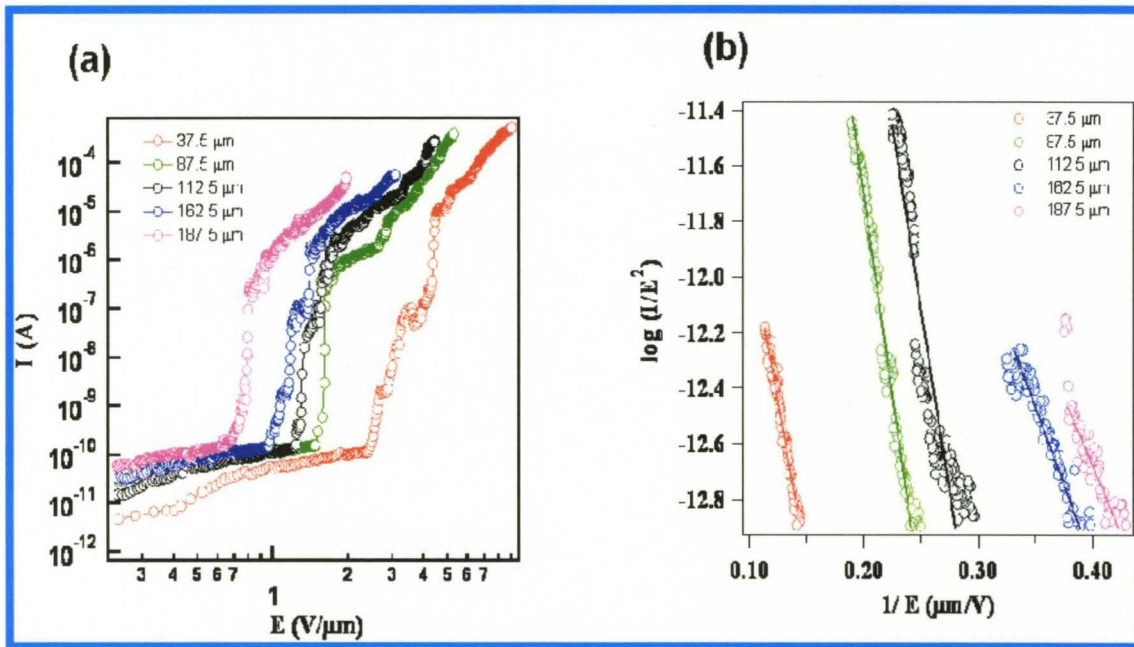 (a)
37.5 μm
87.5 μm
112 5 μm
162 5 μm
187 5 μm
I (A)
10⁻⁴
10⁻⁵
10⁻⁶
10⁻⁷
10⁻⁸
10⁻⁹
10⁻¹⁰
10⁻¹¹
10⁻¹²
3 4 5 6 7 2 3 4 5 6 7
1
E (V/μm)
(b)
37.5 μm
87.5 μm
112.5 μm
162.5 μm
187.5 μm
log (I/E²)
-11.4
-11.6
-11.8
-12.0
-12.2
-12.4
-12.6
-12.8
0.10 0.20 0.30 0.40
1/ E (μm/V)